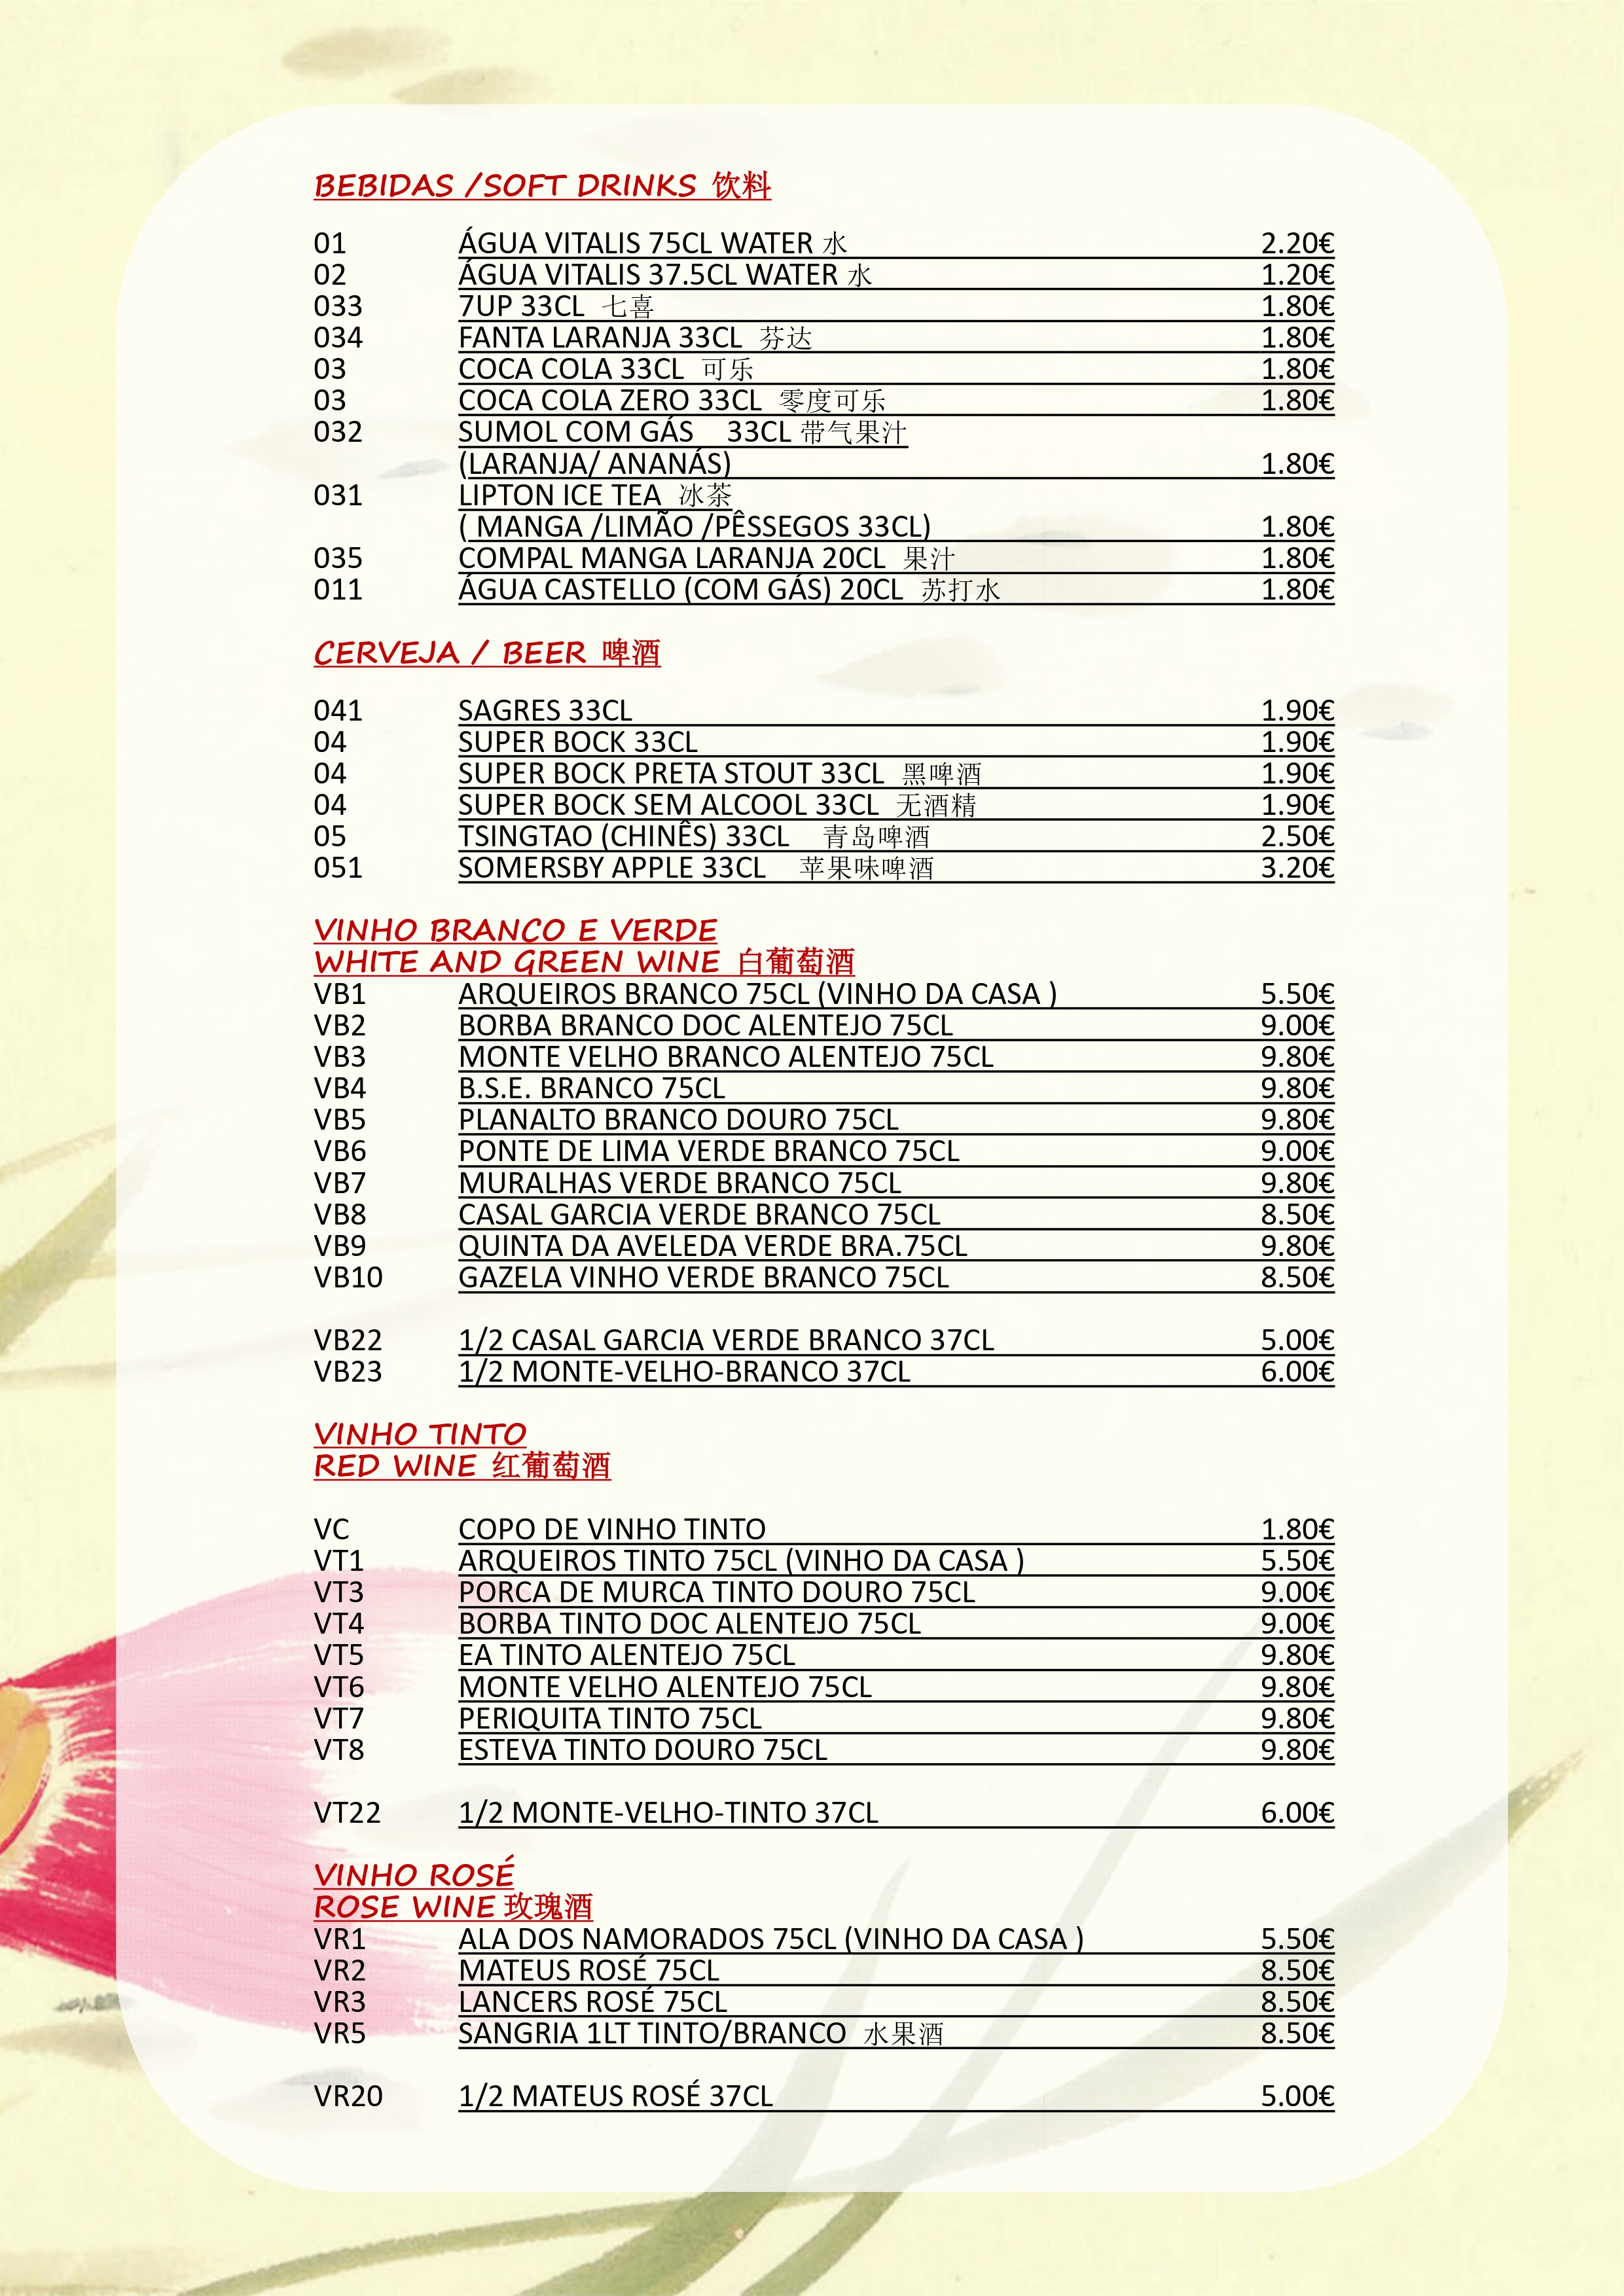 BEBIDAS /SOFT DRINKS 饮料
01 ÁGUA VITALIS 75CL WATER 水 2.20€
02 ÁGUA VITALIS 37.5CL WATER 水 1.20€
033 7UP 33CL 七喜 1.80€
034 FANTA LARANJA 33CL 芬达 1.80€
03 COCA COLA 33CL 可乐 1.80€
03 COCA COLA ZERO 33CL 零度可乐 1.80€
032 SUMOL COM GÁS 33CL 带气果汁
(LARANJA/ ANANÁS) 1.80€
031 LIPTON ICE TEA 冰茶
( MANGA /LIMÃO /PÊSSEGOS 33CL) 1.80€
035 COMPAL MANGA LARANJA 20CL 果汁 1.80€
011 ÁGUA CASTELLO (COM GÁS) 20CL 苏打水 1.80€
CERVEJA / BEER 啤酒
041 SAGRES 33CL 1.90€
04 SUPER BOCK 33CL 1.90€
04 SUPER BOCK PRETA STOUT 33CL 黑啤酒 1.90€
04 SUPER BOCK SEM ALCOOL 33CL 无酒精 1.90€
05 TSINGTAO (CHINÊS) 33CL 青岛啤酒 2.50€
051 SOMERSBY APPLE 33CL 苹果味啤酒 3.20€
VINHO BRANCO E VERDE
WHITE AND GREEN WINE 白葡萄酒
VB1 ARQUEIROS BRANCO 75CL (VINHO DA CASA ) 5.50€
VB2 BORBA BRANCO DOC ALENTEJO 75CL 9.00€
VB3 MONTE VELHO BRANCO ALENTEJO 75CL 9.80€
VB4 B.S.E. BRANCO 75CL 9.80€
VB5 PLANALTO BRANCO DOURO 75CL 9.80€
VB6 PONTE DE LIMA VERDE BRANCO 75CL 9.00€
VB7 MURALHAS VERDE BRANCO 75CL 9.80€
VB8 CASAL GARCIA VERDE BRANCO 75CL 8.50€
VB9 QUINTA DA AVELEDA VERDE BRA.75CL 9.80€
VB10 GAZELA VINHO VERDE BRANCO 75CL 8.50€
VB22 1/2 CASAL GARCIA VERDE BRANCO 37CL 5.00€
VB23 1/2 MONTE-VELHO-BRANCO 37CL 6.00€
VINHO TINTO
RED WINE 红葡萄酒
VC COPO DE VINHO TINTO 1.80€
VT1 ARQUEIROS TINTO 75CL (VINHO DA CASA ) 5.50€
VT3 PORCA DE MURCA TINTO DOURO 75CL 9.00€
VT4 BORBA TINTO DOC ALENTEJO 75CL 9.00€
VT5 EA TINTO ALENTEJO 75CL 9.80€
VT6 MONTE VELHO ALENTEJO 75CL 9.80€
VT7 PERIQUITA TINTO 75CL 9.80€
VT8 ESTEVA TINTO DOURO 75CL 9.80€
VT22 1/2 MONTE-VELHO-TINTO 37CL 6.00€
VINHO ROSÉ
ROSE WINE 玫瑰酒
VR1 ALA DOS NAMORADOS 75CL (VINHO DA CASA ) 5.50€
VR2 MATEUS ROSÉ 75CL 8.50€
VR3 LANCERS ROSÉ 75CL 8.50€
VR5 SANGRIA 1LT TINTO/BRANCO 水果酒 8.50€
VR20 1/2 MATEUS ROSÉ 37CL 5.00€